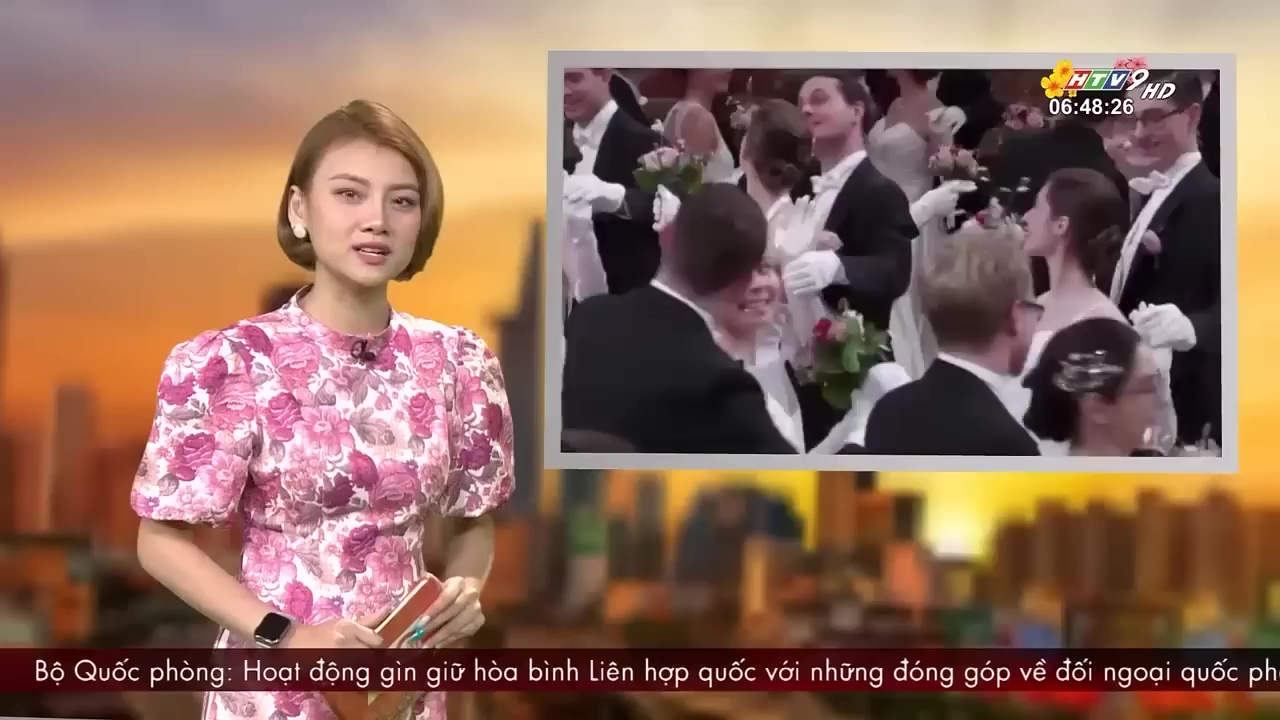 HTV9 HD
06:48:26
Bộ Quốc phòng: Hoạt động gìn giữ hòa bình Liên hợp quốc với những đóng góp về đối ngoại quốc